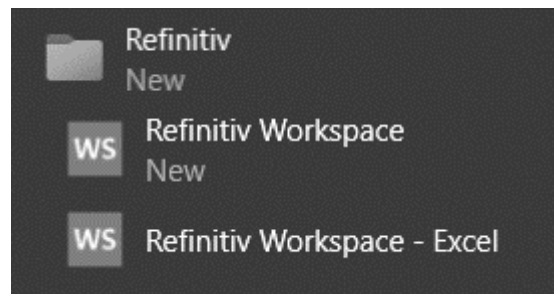 Refinitiv
New
WS Refinitiv Workspace
New
WS Refinitiv Workspace - Excel